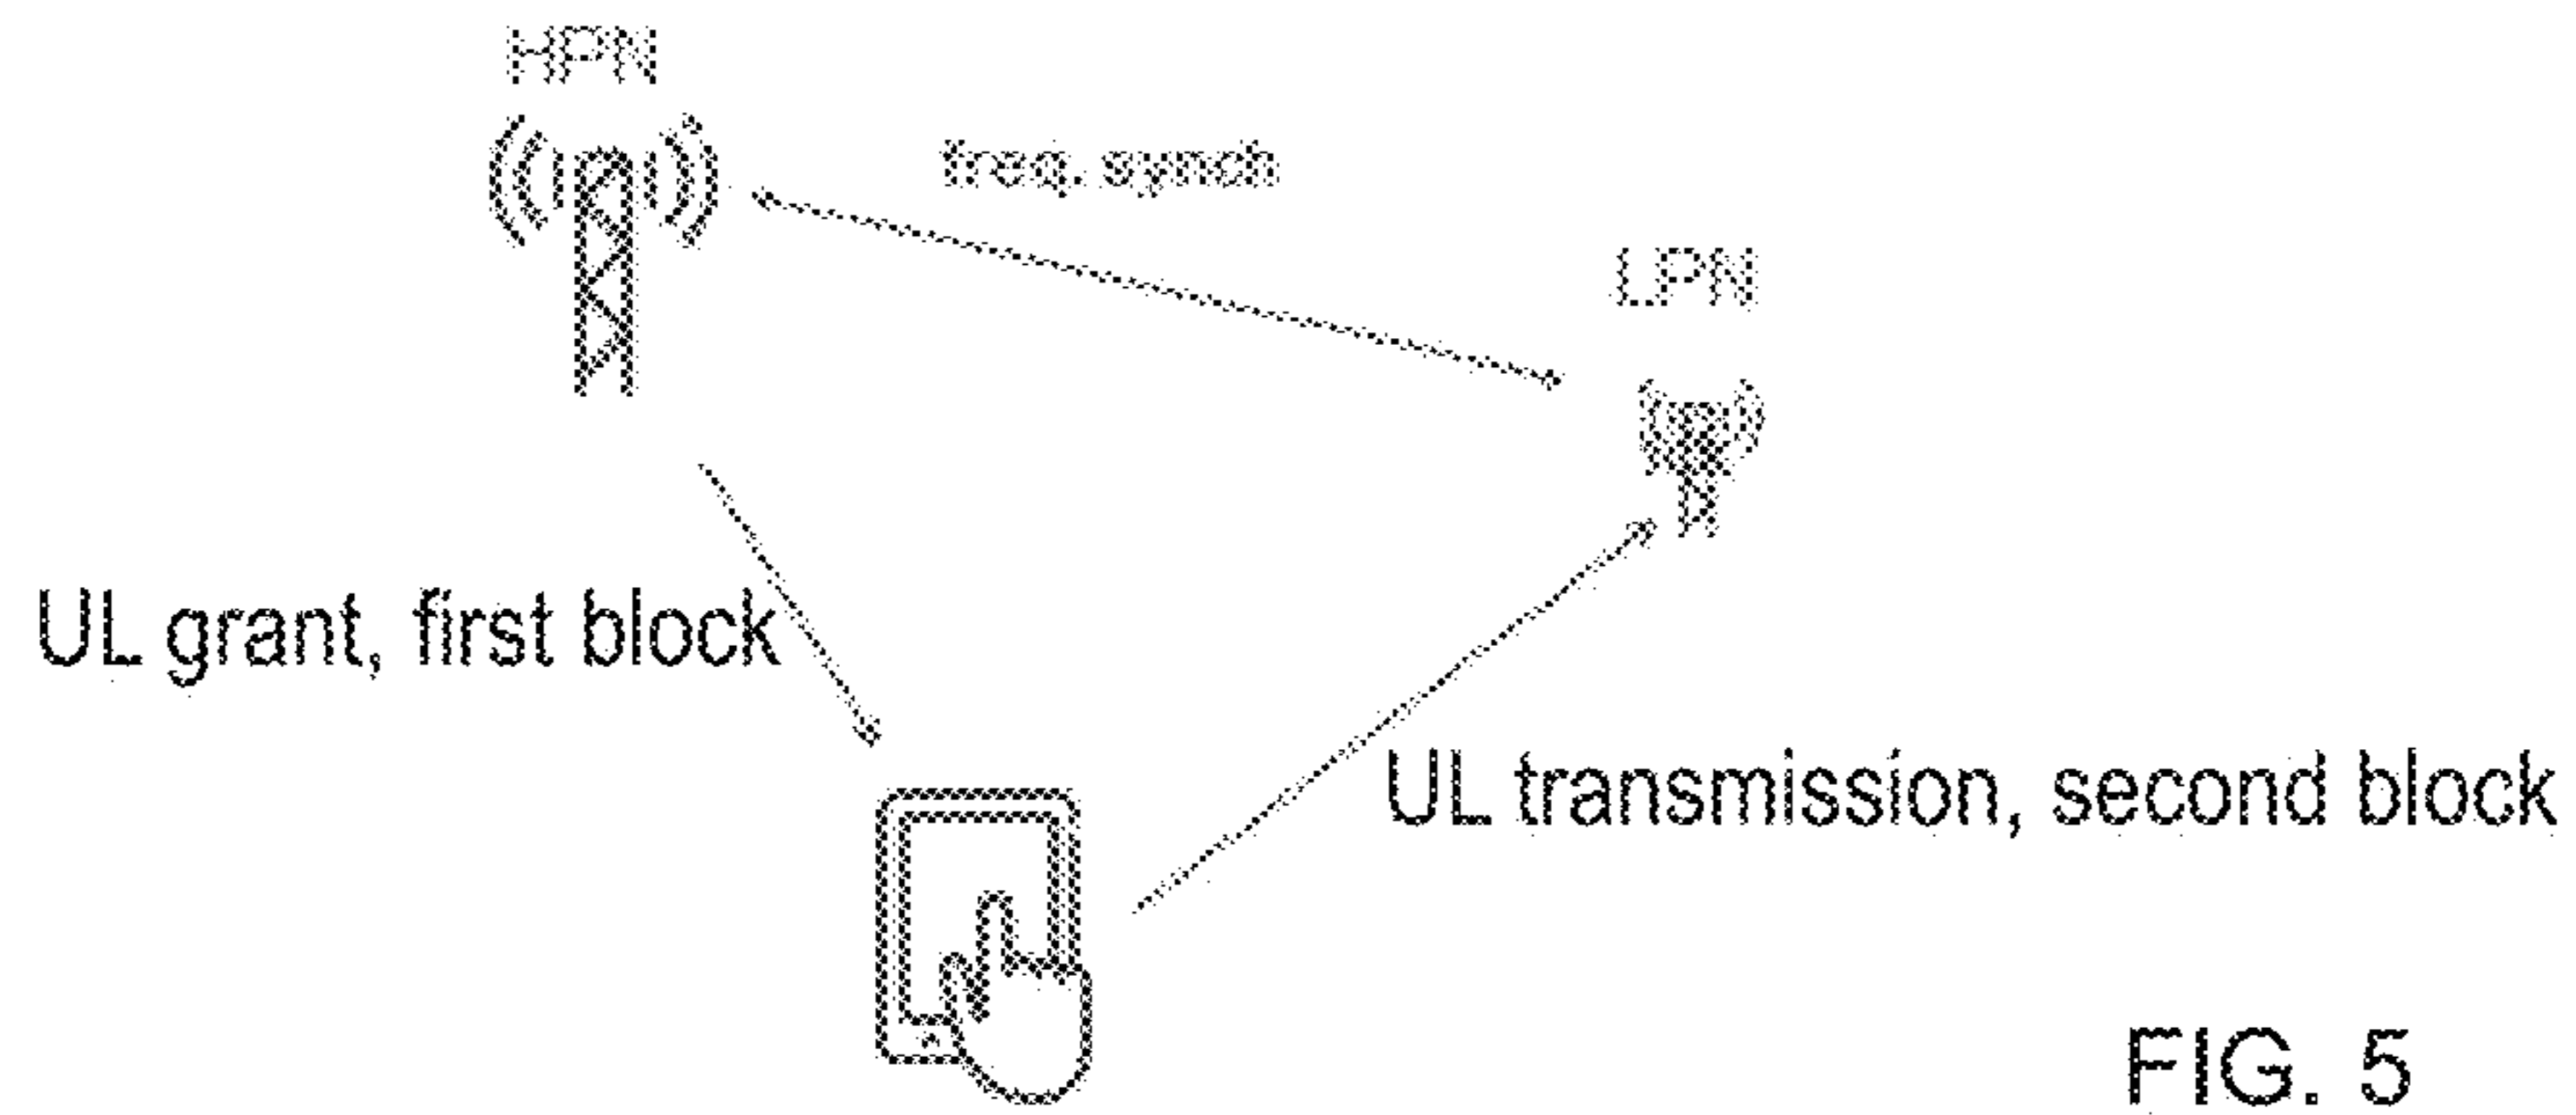 HPN
freq. synch
LPN
UL grant, first block
UL transmission, second block
FIG. 5